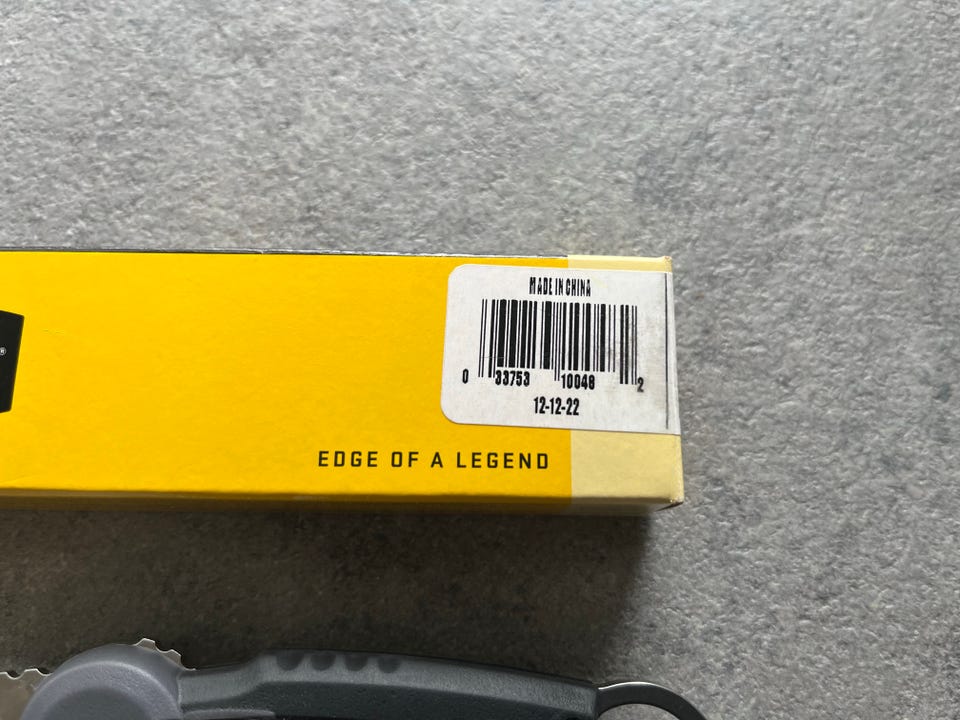 ®
MADE IN CHINA
0 33753 10048 2
12-12-22
EDGE OF A LEGEND